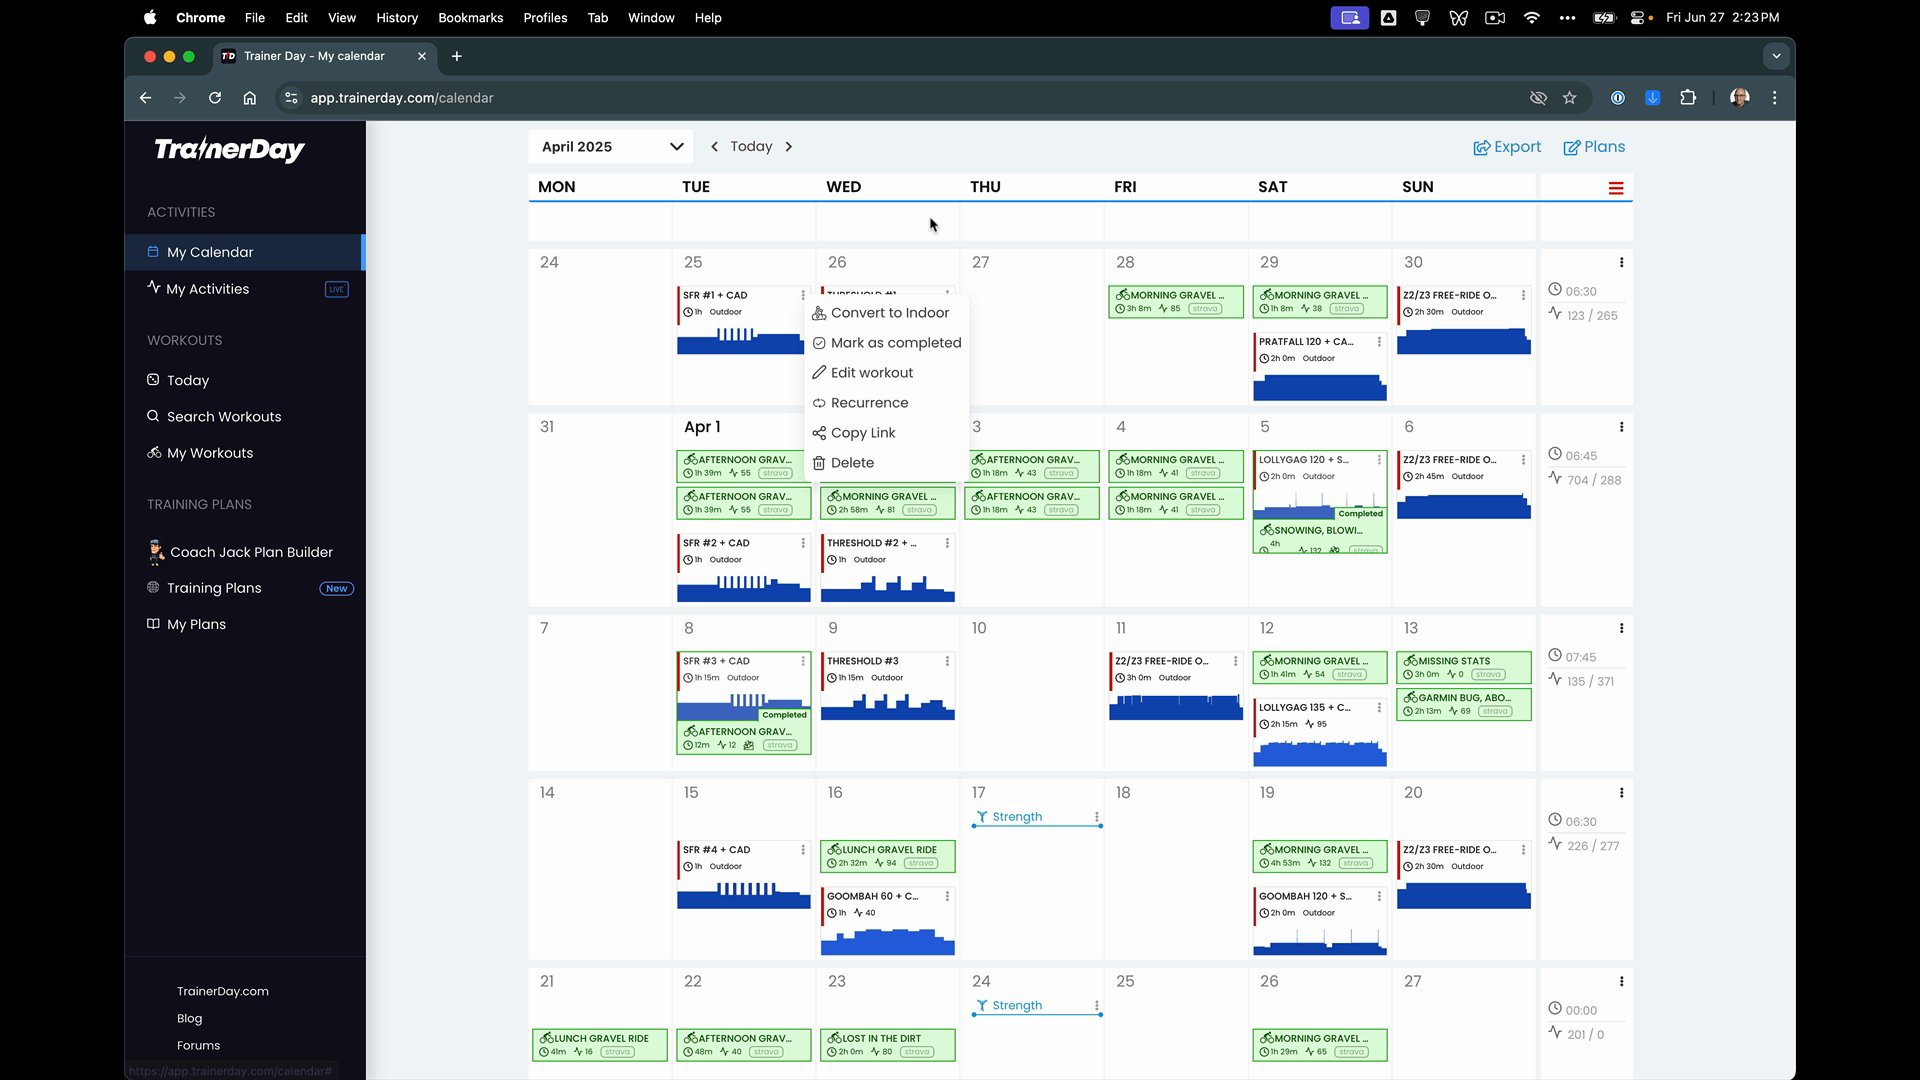 Chrome File Edit View History Bookmarks Profiles Tab Window Help Fri Jun 27 2:23 PM
Trainer Day - My calendar
app.trainerday.com/calendar
TrainerDay
ACTIVITIES
My Calendar
My Activities LIVE
WORKOUTS
Today
Search Workouts
My Workouts
TRAINING PLANS
Coach Jack Plan Builder
Training Plans New
My Plans
TrainerDay.com
Blog
Forums
https://app.trainerday.com/calendar#
April 2025 Today Export Plans
MON TUE WED THU FRI SAT SUN
24 25 26 27 28 29 30
SFR #1 + CAD
1h Outdoor
MORNING GRAVEL ...
3h 8m 85 strava
MORNING GRAVEL ...
1h 8m 38 strava
PRATFALL 120 + CA...
2h 0m Outdoor
Z2/Z3 FREE-RIDE O...
2h 30m Outdoor
06:30
123 / 265
Convert to Indoor
Mark as completed
Edit workout
Recurrence
Copy Link
Delete
31 Apr 1 3 4 5 6
AFTERNOON GRAV...
1h 39m 55 strava
AFTERNOON GRAV...
1h 39m 55 strava
SFR #2 + CAD
1h Outdoor
MORNING GRAVEL ...
2h 58m 81 strava
THRESHOLD #2 + ...
1h Outdoor
AFTERNOON GRAV...
1h 18m 43 strava
AFTERNOON GRAV...
1h 18m 43 strava
MORNING GRAVEL ...
1h 18m 41 strava
MORNING GRAVEL ...
1h 18m 41 strava
LOLLYGAG 120 + S...
2h 0m Outdoor
Completed
SNOWING, BLOWI...
4h
132 strava
Z2/Z3 FREE-RIDE O...
2h 45m Outdoor
06:45
704 / 288
7 8 9 10 11 12 13
SFR #3 + CAD
1h 15m Outdoor
Completed
AFTERNOON GRAV...
12m 12 strava
THRESHOLD #3
1h 15m Outdoor
Z2/Z3 FREE-RIDE O...
3h 0m Outdoor
MORNING GRAVEL ...
1h 41m 54 strava
LOLLYGAG 135 + C...
2h 15m 95
MISSING STATS
3h 0m 0 strava
GARMIN BUG, ABO...
2h 13m 69 strava
07:45
135 / 371
14 15 16 17 18 19 20
SFR #4 + CAD
1h Outdoor
LUNCH GRAVEL RIDE
2h 32m 94 strava
GOOMBAH 60 + C...
1h 40
Strength
MORNING GRAVEL ...
4h 53m 132 strava
GOOMBAH 120 + S...
2h 0m Outdoor
Z2/Z3 FREE-RIDE O...
2h 30m Outdoor
06:30
226 / 277
21 22 23 24 25 26 27
LUNCH GRAVEL RIDE
41m 16 strava
AFTERNOON GRAV...
48m 40 strava
LOST IN THE DIRT
2h 0m 80 strava
Strength
MORNING GRAVEL ...
1h 29m 65 strava
00:00
201 / 0